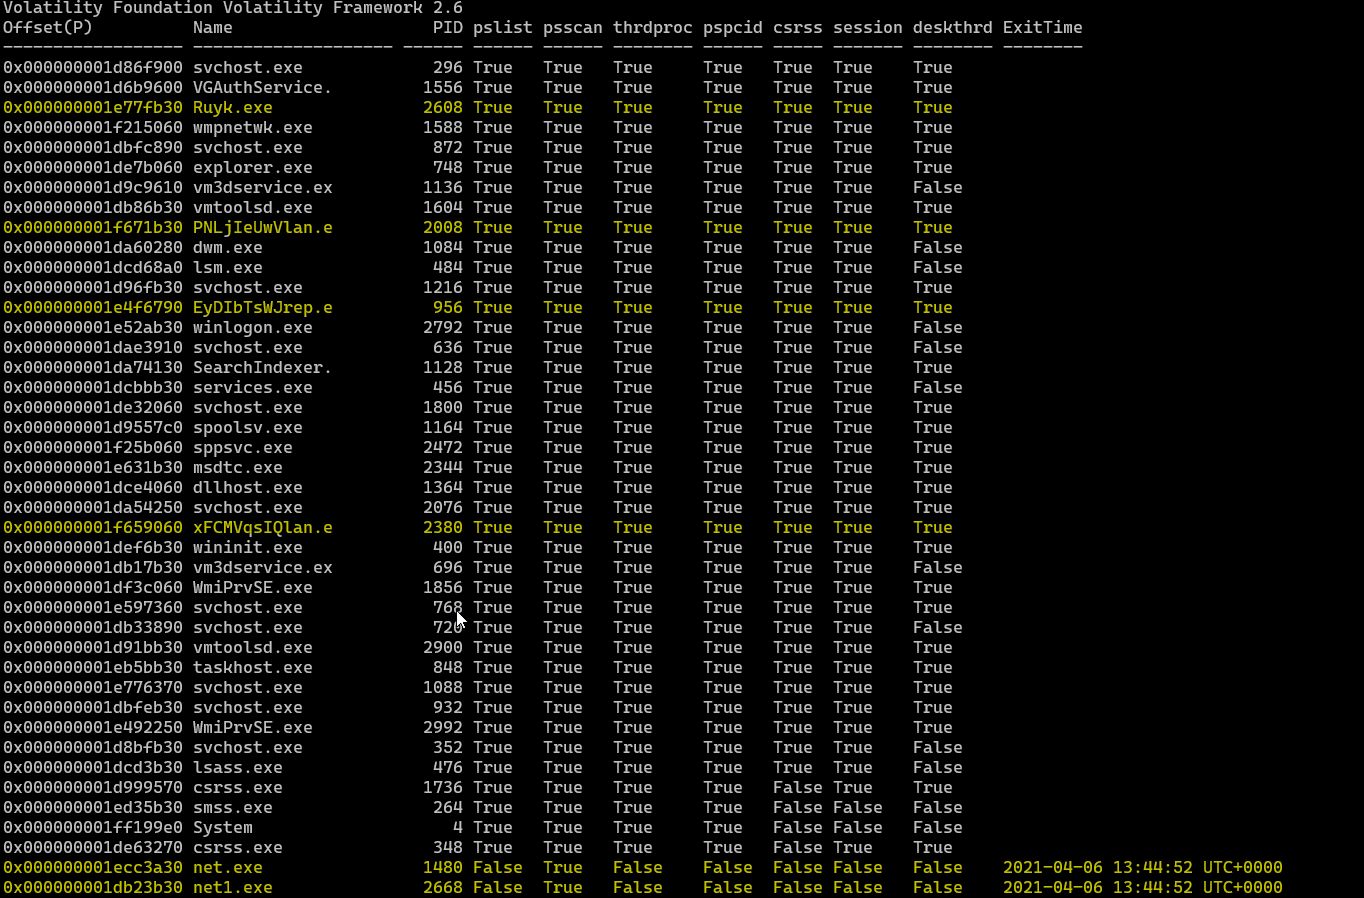 Volatility Foundation Volatility Framework 2.6
Offset(P)          Name                    PID pslist psscan thrdproc pspcid csrss session deskthrd ExitTime
------------------ -------------------- ------ ------ ------ -------- ------ ----- ------- -------- --------
0x000000001d86f900 svchost.exe             296 True   True   True     True   True  True    True
0x000000001d6b9600 VGAuthService.         1556 True   True   True     True   True  True    True
0x000000001e77fb30 Ruyk.exe               2608 True   True   True     True   True  True    True
0x000000001f215060 wmpnetwk.exe           1588 True   True   True     True   True  True    True
0x000000001dbfc890 svchost.exe             872 True   True   True     True   True  True    True
0x000000001de7b060 explorer.exe            748 True   True   True     True   True  True    True
0x000000001d9c9610 vm3dservice.ex         1136 True   True   True     True   True  True    False
0x000000001db86b30 vmtoolsd.exe           1604 True   True   True     True   True  True    True
0x000000001f671b30 PNLjIeUwVlan.e         2008 True   True   True     True   True  True    True
0x000000001da60280 dwm.exe                1084 True   True   True     True   True  True    False
0x000000001dcd68a0 lsm.exe                 484 True   True   True     True   True  True    False
0x000000001d96fb30 svchost.exe            1216 True   True   True     True   True  True    True
0x000000001e4f6790 EyDIbTsWJrep.e          956 True   True   True     True   True  True    True
0x000000001e52ab30 winlogon.exe           2792 True   True   True     True   True  True    False
0x000000001dae3910 svchost.exe             636 True   True   True     True   True  True    False
0x000000001da74130 SearchIndexer.         1128 True   True   True     True   True  True    True
0x000000001dcbbb30 services.exe            456 True   True   True     True   True  True    False
0x000000001de32060 svchost.exe            1800 True   True   True     True   True  True    True
0x000000001d9557c0 spoolsv.exe            1164 True   True   True     True   True  True    True
0x000000001f25b060 sppsvc.exe             2472 True   True   True     True   True  True    True
0x000000001e631b30 msdtc.exe              2344 True   True   True     True   True  True    True
0x000000001dce4060 dllhost.exe            1364 True   True   True     True   True  True    True
0x000000001da54250 svchost.exe            2076 True   True   True     True   True  True    True
0x000000001f659060 xFCMVqsIQlan.e         2380 True   True   True     True   True  True    True
0x000000001def6b30 wininit.exe             400 True   True   True     True   True  True    True
0x000000001db17b30 vm3dservice.ex          696 True   True   True     True   True  True    False
0x000000001df3c060 WmiPrvSE.exe           1856 True   True   True     True   True  True    True
0x000000001e597360 svchost.exe             768 True   True   True     True   True  True    True
0x000000001db33890 svchost.exe             720 True   True   True     True   True  True    False
0x000000001d91bb30 vmtoolsd.exe           2900 True   True   True     True   True  True    True
0x000000001eb5bb30 taskhost.exe            848 True   True   True     True   True  True    True
0x000000001e776370 svchost.exe            1088 True   True   True     True   True  True    True
0x000000001dbfeb30 svchost.exe             932 True   True   True     True   True  True    True
0x000000001e492250 WmiPrvSE.exe           2992 True   True   True     True   True  True    True
0x000000001d8bfb30 svchost.exe             352 True   True   True     True   True  True    False
0x000000001dcd3b30 lsass.exe               476 True   True   True     True   True  True    False
0x000000001d999570 csrss.exe              1736 True   True   True     True   False True    True
0x000000001ed35b30 smss.exe                264 True   True   True     True   False False   False
0x000000001ff199e0 System                    4 True   True   True     True   False False   False
0x000000001de63270 csrss.exe               348 True   True   True     True   False True    True
0x000000001ecc3a30 net.exe                1480 False  True   False    False  False False   False    2021-04-06 13:44:52 UTC+0000
0x000000001db23b30 net1.exe               2668 False  True   False    False  False False   False    2021-04-06 13:44:52 UTC+0000